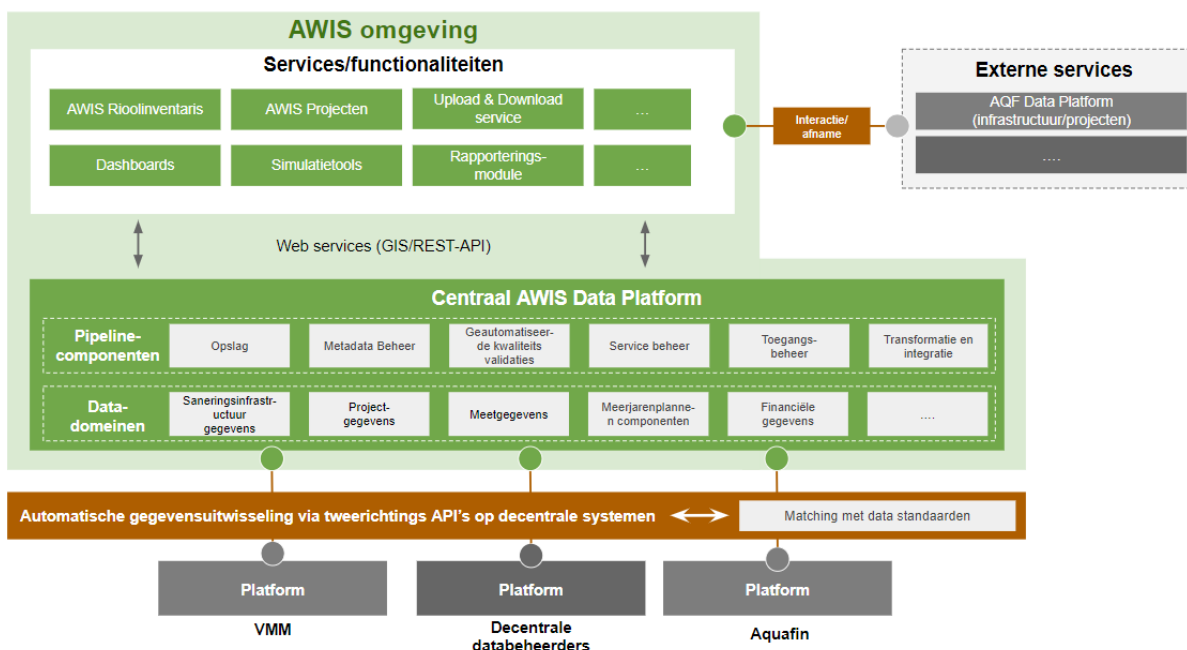 AWIS omgeving
Services/functionaliteiten
AWIS Rioolinventaris
AWIS Projecten
Upload & Download
service
...
Dashboards
Simulatietools
Rapporterings-
module
...
Interactie/
afname
Externe services
AQF Data Platform
(infrastructuur/projecten)
....
Web services (GIS/REST-API)
Centraal AWIS Data Platform
Pipeline-
componenten
Opslag
Metadata Beheer
Geautomatiseer-
de kwaliteits
validaties
Service beheer
Toegangs-
beheer
Transformatie en
integratie
Data-
domeinen
Saneringsinfrastr-
uctuur
gegevens
Project-
gegevens
Meetgegevens
Meerjarenplanne-
n componenten
Financiële
gegevens
....
Automatische gegevensuitwisseling via tweerichtings API's op decentrale systemen
Matching met data standaarden
Platform
Platform
Platform
VMM
Decentrale
databeheerders
Aquafin